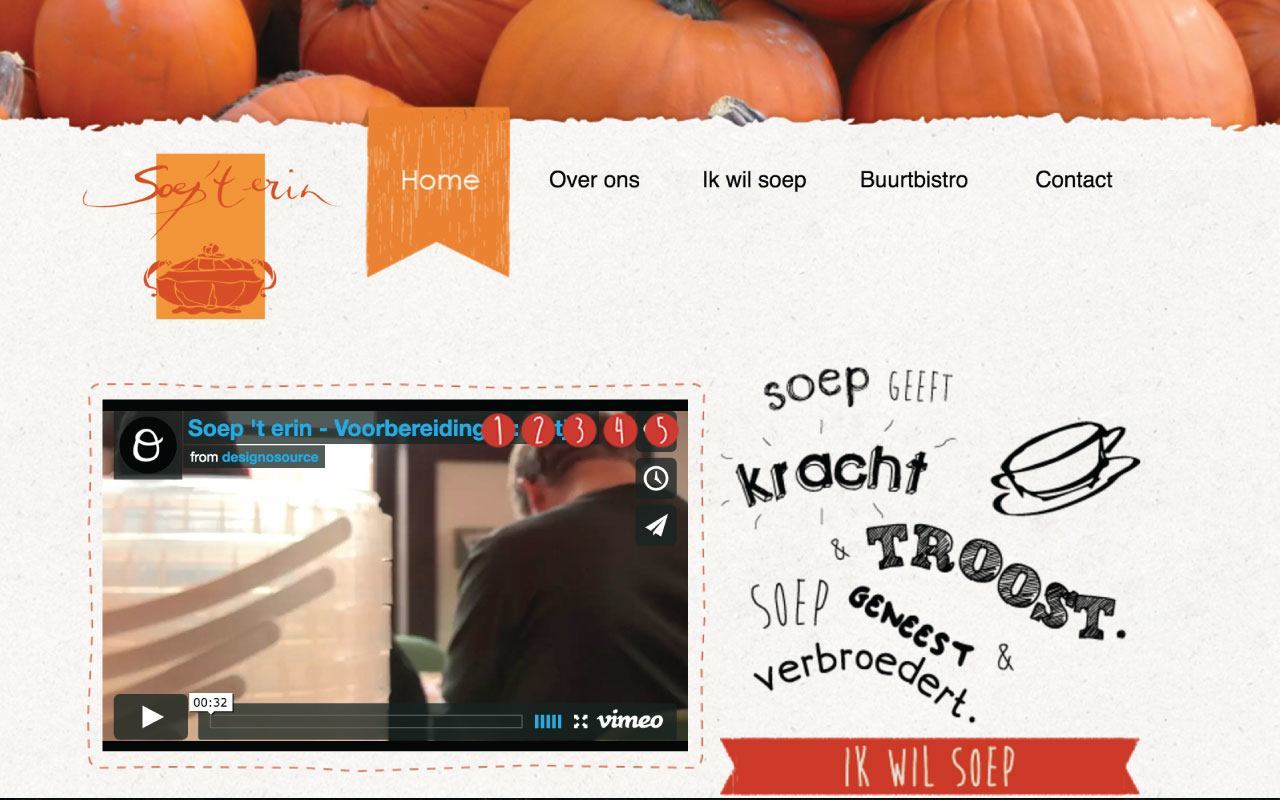 Soep't erin
Home
Over ons
Ik wil soep
Buurtbistro
Contact
Soep 't erin - Voorbereiding
1 2 3 4 5
from designosource
00:32
vimeo
soep GEEFT
kracht
& TROOST.
SOEP GENEEST &
verbroedert.
IK WIL SOEP